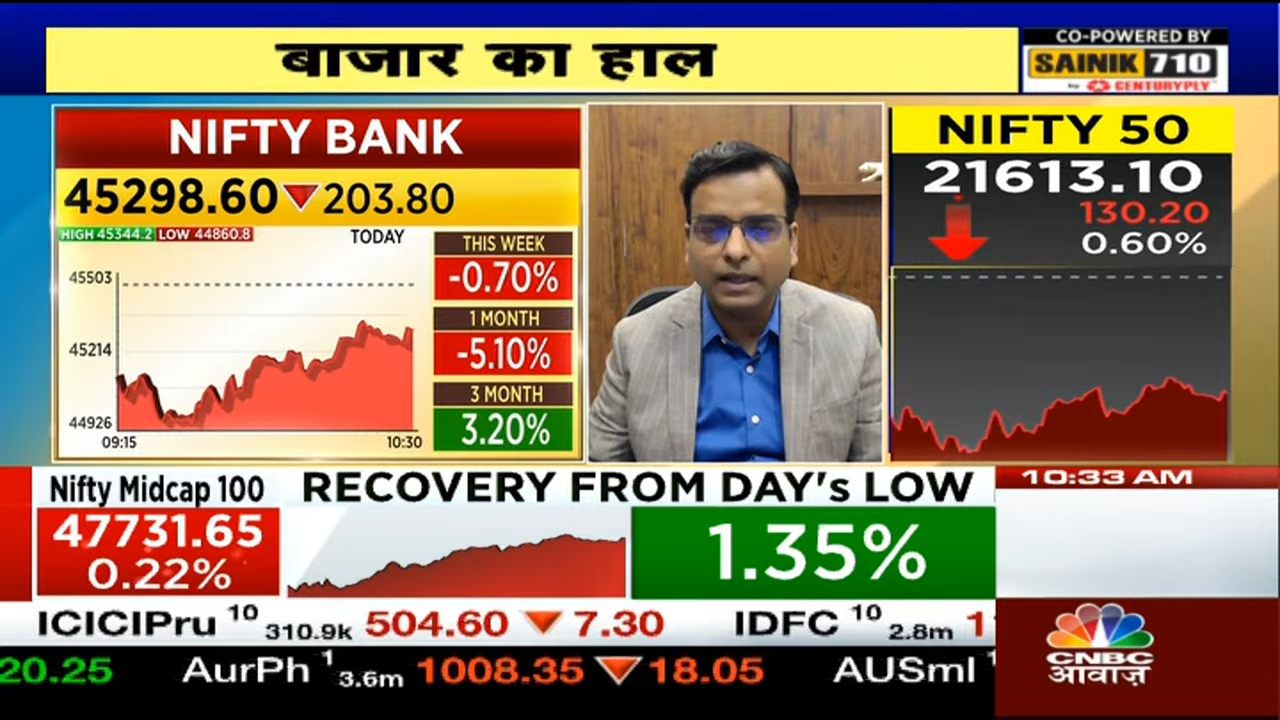 बाजार का हाल
CO-POWERED BY
SAINIK 710
by CENTURYPLY
NIFTY BANK
45298.60 203.80
HIGH 45344.2 LOW 44860.8
TODAY
45503
45214
44926
09:15 10:30
THIS WEEK
-0.70%
1 MONTH
-5.10%
3 MONTH
3.20%
NIFTY 50
21613.10
130.20
0.60%
Nifty Midcap 100
47731.65
0.22%
RECOVERY FROM DAY's LOW
1.35%
10:33 AM
ICICIPru 10 310.9k 504.60 7.30 IDFC 10 2.8m
20.25 AurPh 1 3.6m 1008.35 18.05 AUSml
CNBC
आवाज़